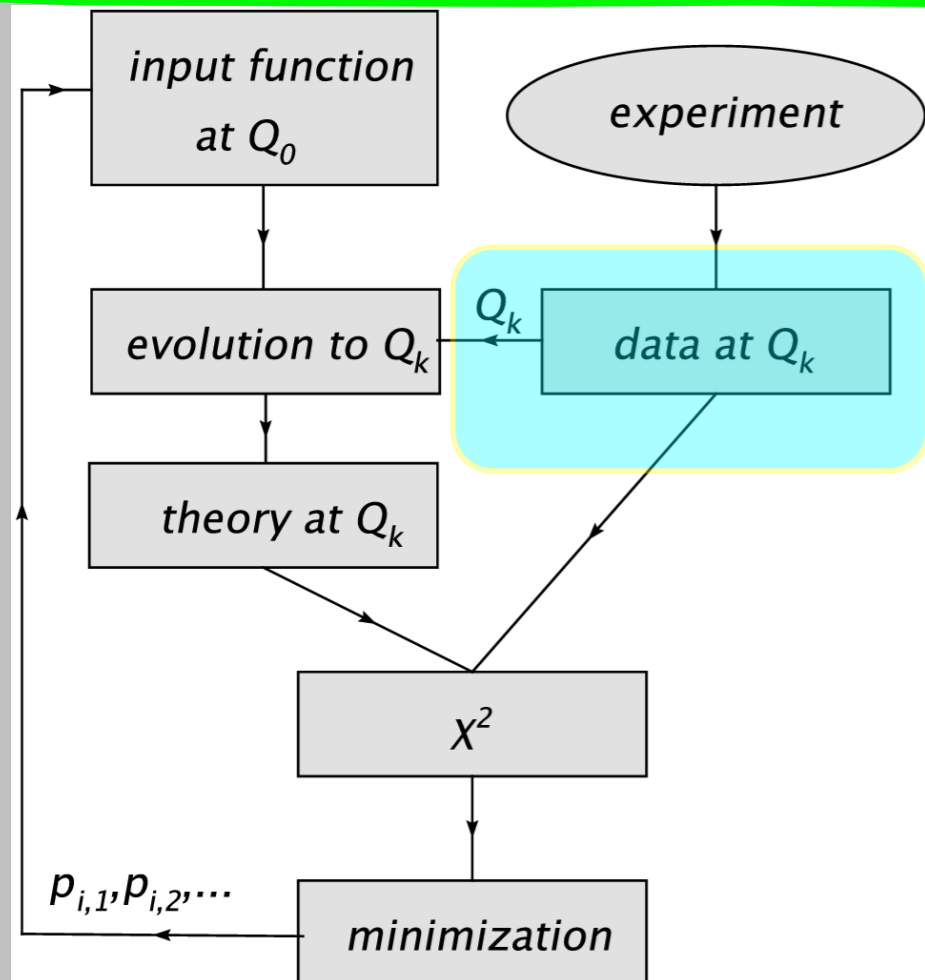 input function
at Q₀
experiment
Qₖ
evolution to Qₖ
data at Qₖ
theory at Qₖ
χ²
pᵢ,₁,pᵢ,₂,...
minimization